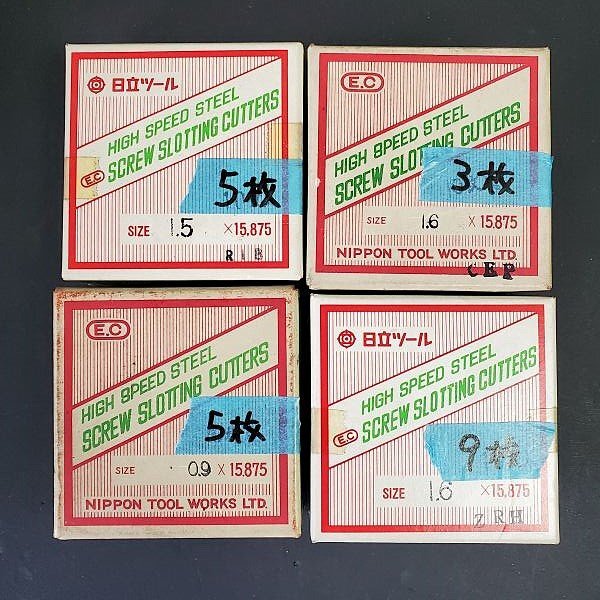 日立ツール
HIGH SPEED STEEL
E.C SCREW SLOTTING CUTTERS
5枚
SIZE 1.5 ×15.875
R I B
E.C
HIGH SPEED STEEL
SCREW SLOTTING CUTTERS
3枚
SIZE 1.6 ×15.875
NIPPON TOOL WORKS LTD.
C E P
E.C
HIGH SPEED STEEL
SCREW SLOTTING CUTTERS
5枚
SIZE 0.9 ×15.875
NIPPON TOOL WORKS LTD.
日立ツール
HIGH SPEED STEEL
E.C SCREW SLOTTING CUTTERS
9枚
SIZE 1.6 ×15.875
Z R H